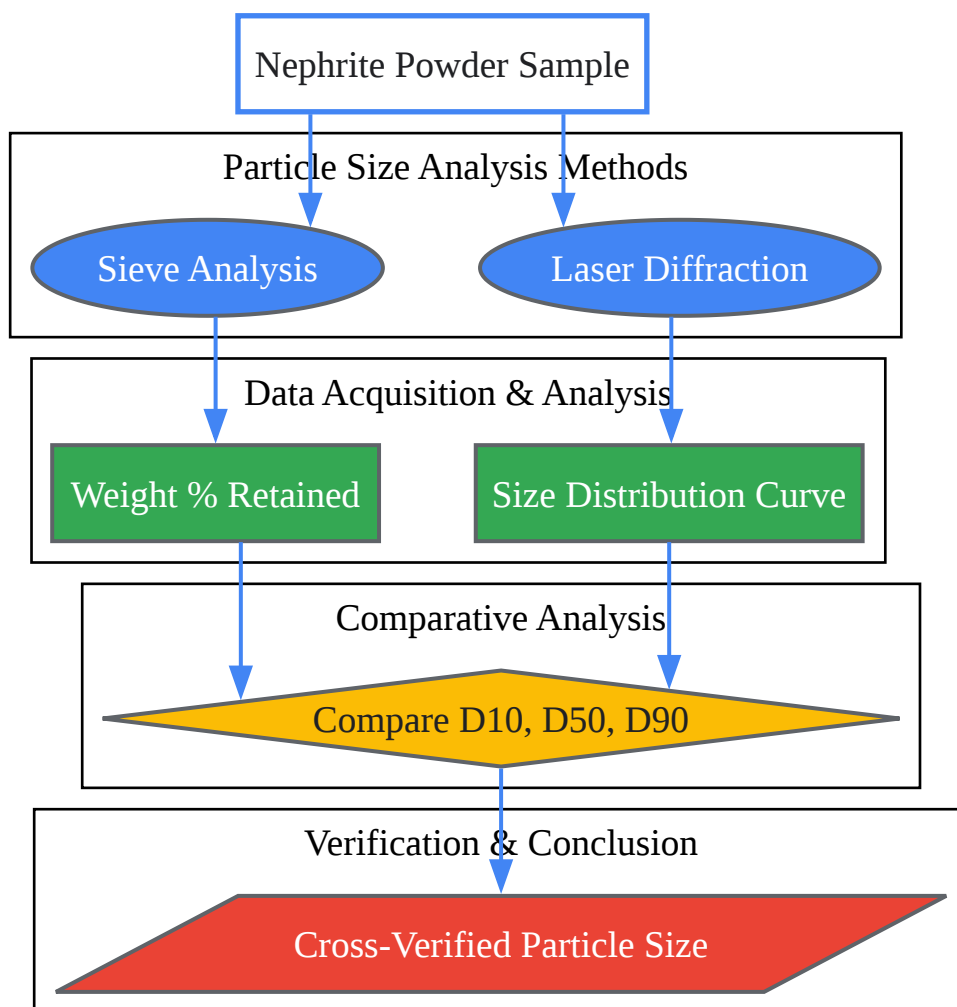 Nephrite Powder Sample
Particle Size Analysis Methods
Sieve Analysis
Laser Diffraction
Data Acquisition & Analysis
Weight % Retained
Size Distribution Curve
Comparative Analysis
Compare D10, D50, D90
Verification & Conclusion
Cross-Verified Particle Size